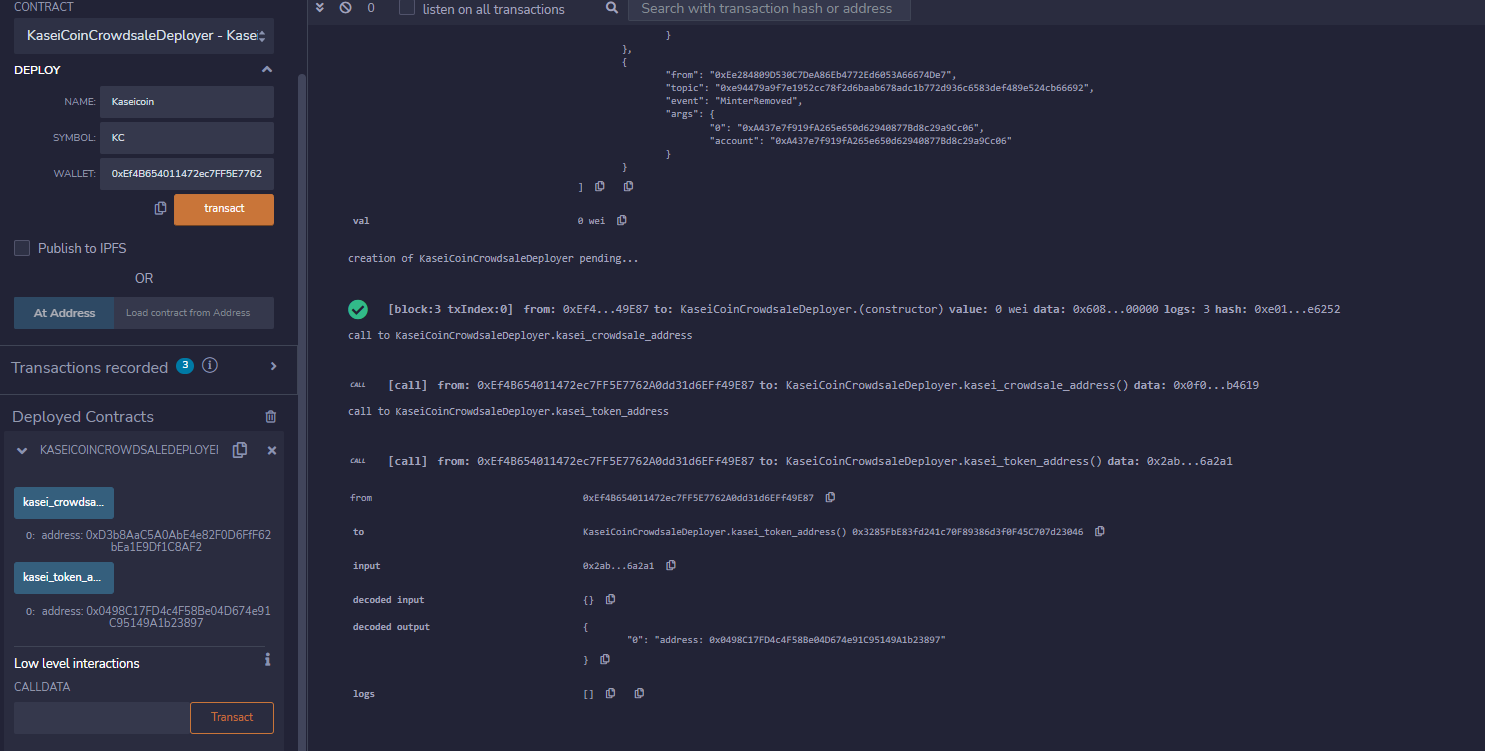 CONTRACT
KaseiCoinCrowdsaleDeployer - Kasei
DEPLOY
NAME: Kaseicoin
SYMBOL: KC
WALLET: 0xEf4B654011472ec7FF5E7762
transact
Publish to IPFS
OR
At Address Load contract from Address
Transactions recorded 3 i
Deployed Contracts
KASEICOINCROWDSALEDEPLOYEI
kasei_crowdsa...
0: address: 0xD3b8AaC5A0AbE4e82F0D6FfF62
bEa1E9Df1C8AF2
kasei_token_a...
0: address: 0x0498C17FD4c4F58Be04D674e91
C95149A1b23897
Low level interactions i
CALLDATA
Transact
0 listen on all transactions Search with transaction hash or address
}
},
{
"from": "0xEe284809D530C7DeA86Eb4772Ed6053A66674De7",
"topic": "0xe94479a9f7e1952cc78f2d6baab678adc1b772d936c6583def489e524cb66692",
"event": "MinterRemoved",
"args": {
"0": "0xA437e7f919fA265e650d62940877Bd8c29a9Cc06",
"account": "0xA437e7f919fA265e650d62940877Bd8c29a9Cc06"
}
}
]
val 0 wei
creation of KaseiCoinCrowdsaleDeployer pending...
[block:3 txIndex:0] from: 0xEf4...49E87 to: KaseiCoinCrowdsaleDeployer.(constructor) value: 0 wei data: 0x608...00000 logs: 3 hash: 0xe01...e6252
call to KaseiCoinCrowdsaleDeployer.kasei_crowdsale_address
CALL [call] from: 0xEf4B654011472ec7FF5E7762A0dd31d6EFf49E87 to: KaseiCoinCrowdsaleDeployer.kasei_crowdsale_address() data: 0x0f0...b4619
call to KaseiCoinCrowdsaleDeployer.kasei_token_address
CALL [call] from: 0xEf4B654011472ec7FF5E7762A0dd31d6EFf49E87 to: KaseiCoinCrowdsaleDeployer.kasei_token_address() data: 0x2ab...6a2a1
from 0xEf4B654011472ec7FF5E7762A0dd31d6EFf49E87
to KaseiCoinCrowdsaleDeployer.kasei_token_address() 0x3285FbE83fd241c70F89386d3f0F45C707d23046
input 0x2ab...6a2a1
decoded input {}
decoded output {
"0": "address: 0x0498C17FD4c4F58Be04D674e91C95149A1b23897"
}
logs []